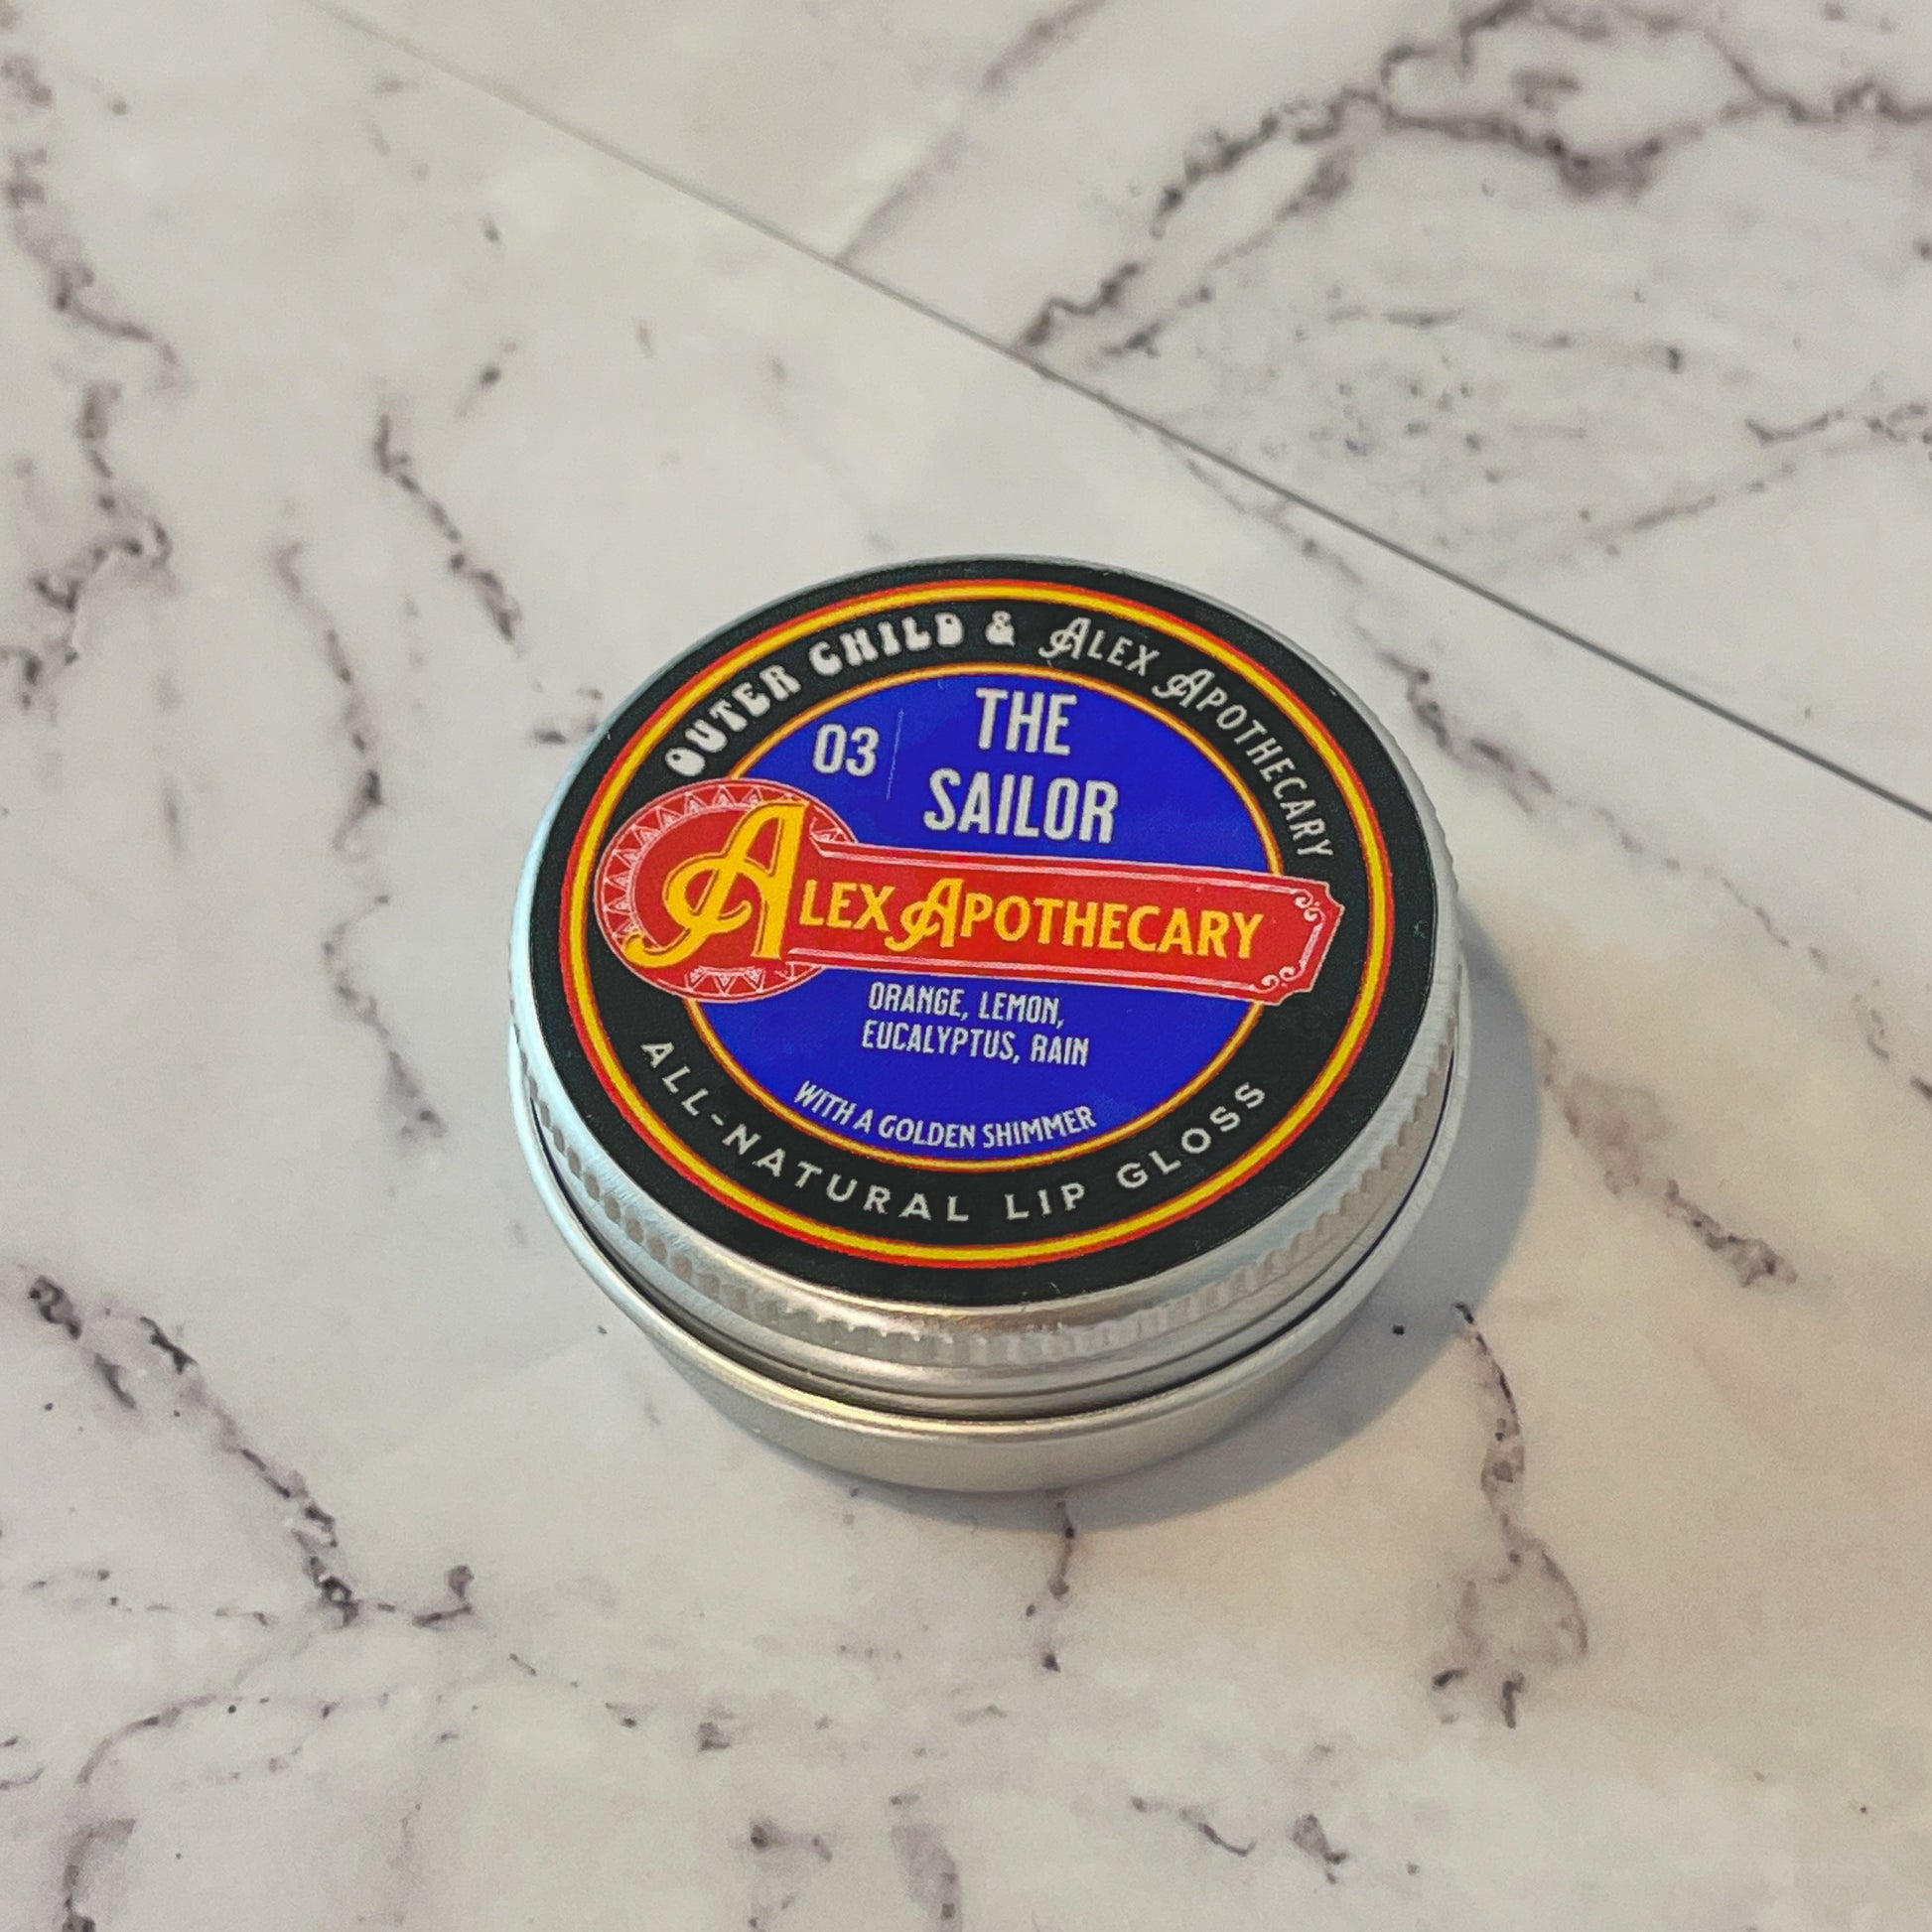 OUTER CHILD & ALEX APOTHECARY
03
THE
SAILOR
ALEX APOTHECARY
ORANGE, LEMON,
EUCALYPTUS, RAIN
WITH A GOLDEN SHIMMER
ALL-NATURAL LIP GLOSS